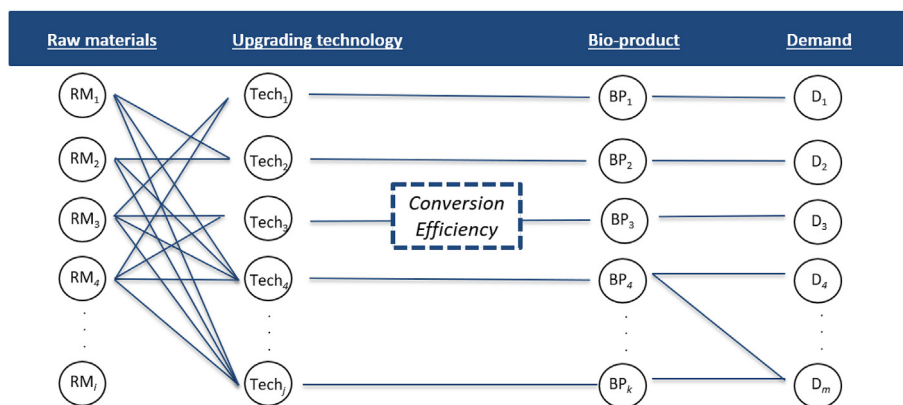 Raw materials Upgrading technology Bio-product Demand
RM1 Tech1 BP1 D1
RM2 Tech2 BP2 D2
RM3 Tech3 Conversion Efficiency BP3 D3
RM4 Tech4 BP4 D4
RMi Techj BPk Dm